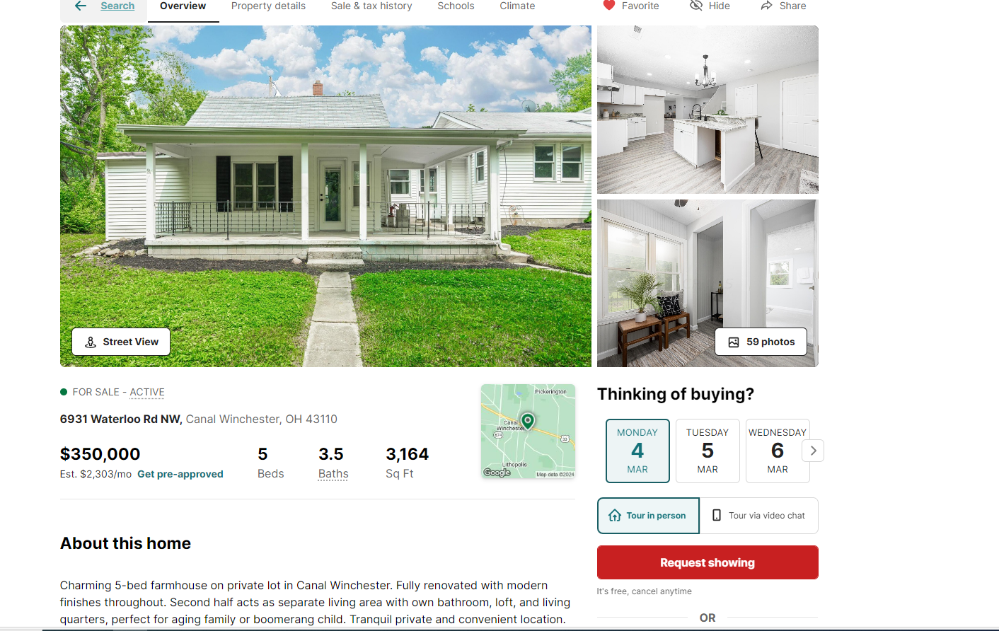 Search
Overview
Property details
Sale & tax history
Schools
Climate
Favorite
Hide
Share
Street View
59 photos
FOR SALE - ACTIVE
6931 Waterloo Rd NW, Canal Winchester, OH 43110
$350,000
Est. $2,303/mo Get pre-approved
5
Beds
3.5
Baths
3,164
Sq Ft
Pickerington
Canal
Winchester
674
33
Lithopolis
Google
Map data ©2024
About this home
Charming 5-bed farmhouse on private lot in Canal Winchester. Fully renovated with modern
finishes throughout. Second half acts as separate living area with own bathroom, loft, and living
quarters, perfect for aging family or boomerang child. Tranquil private and convenient location.
Thinking of buying?
MONDAY
4
MAR
TUESDAY
5
MAR
WEDNESDAY
6
MAR
Tour in person
Tour via video chat
Request showing
It's free, cancel anytime
OR